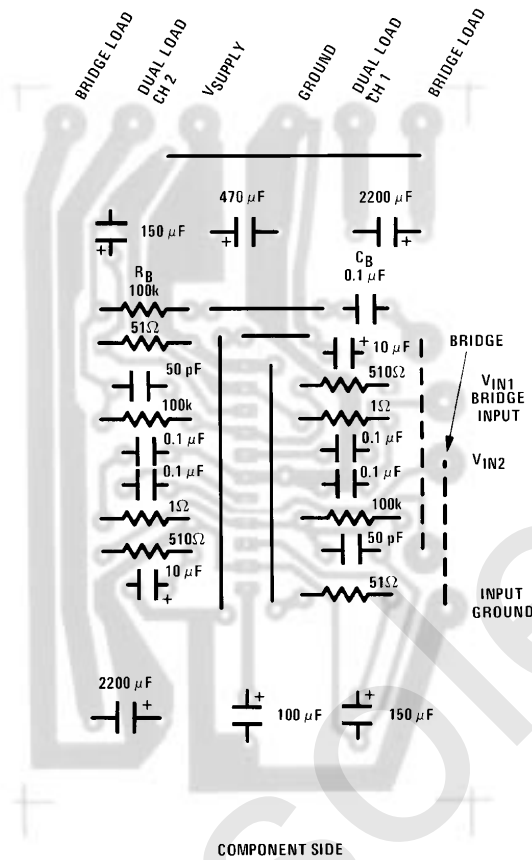 BRIDGE LOAD
DUAL LOAD
CH 2
VSUPPLY
GROUND
DUAL LOAD
CH 1
BRIDGE LOAD
470 μF
2200 μF
150 μF
+
+
+
RB
100k
CB
0.1 μF
51Ω
+
10 μF
BRIDGE
50 pF
510Ω
VIN1
BRIDGE
INPUT
100k
1Ω
0.1 μF
0.1 μF
VIN2
0.1 μF
0.1 μF
1Ω
100k
510Ω
50 pF
10 μF
+
51Ω
INPUT
GROUND
2200 μF
+
+
100 μF
+
150 μF
COMPONENT SIDE